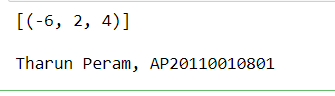 [(-6, 2, 4)]
Tharun Peram, AP20110010801